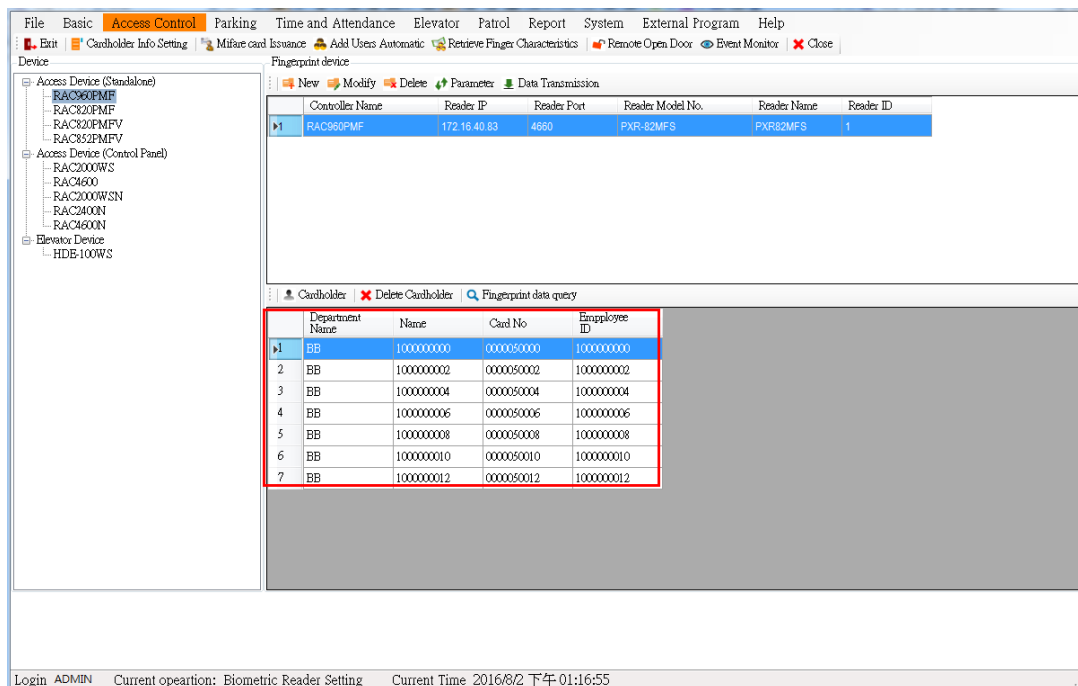 File Basic Access Control Parking Time and Attendance Elevator Patrol Report System External Program Help
Exit Cardholder Info Setting Mifare card Issuance Add Users Automatic Retrieve Finger Characteristics Remote Open Door Event Monitor Close
Device
Access Device (Standalone)
RAC960PMF
RAC820PMF
RAC820PMFV
RAC852PMFV
Access Device (Control Panel)
RAC2000WS
RAC4600
RAC2000WSN
RAC2400N
RAC4600N
Elevator Device
HDE-100WS
Fingerprint device
New Modify Delete Parameter Data Transmission
Controller Name Reader IP Reader Port Reader Model No. Reader Name Reader ID
1 RAC960PMF 172.16.40.83 4660 PXR-82MFS PXR82MFS 1
Cardholder Delete Cardholder Fingerprint data query
Department Name Name Card No Empployee ID
1 BB 1000000000 0000050000 1000000000
2 BB 1000000002 0000050002 1000000002
3 BB 1000000004 0000050004 1000000004
4 BB 1000000006 0000050006 1000000006
5 BB 1000000008 0000050008 1000000008
6 BB 1000000010 0000050010 1000000010
7 BB 1000000012 0000050012 1000000012
Login ADMIN Current opeartion: Biometric Reader Setting Current Time 2016/8/2 下午 01:16:55